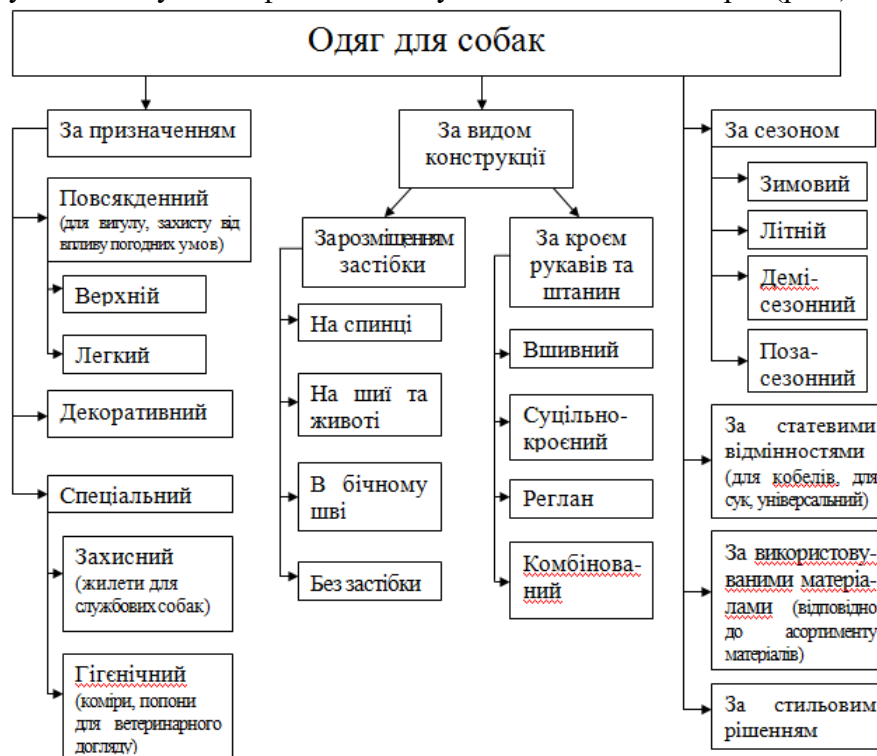 Одяг для собак
За призначенням
Повсякденний
(для вигулу, захисту від
впливу погодних умов)
Верхній
Легкий
Декоративний
Спеціальний
Захисний
(жилети для
службових собак)
Гігєнічний
(коміри, попони
для ветеринарного
догляду)
За видом
конструкції
За розміщенням
застібки
На спинці
На шиї та
животі
В бічному
шві
Без застібки
За кроєм
рукавів та
штанин
Вшивний
Суцільно-
кроєний
Реглан
Комбінова-
ний
За сезоном
Зимовий
Літній
Демі-
сезонний
Поза-
сезонний
За статевими
відмінностями
(для кобелів, для
сук, універсальний)
За використову-
ваними матеріа-
лами (відповідно
до асортименту
матеріалів)
За стильовим
рішенням